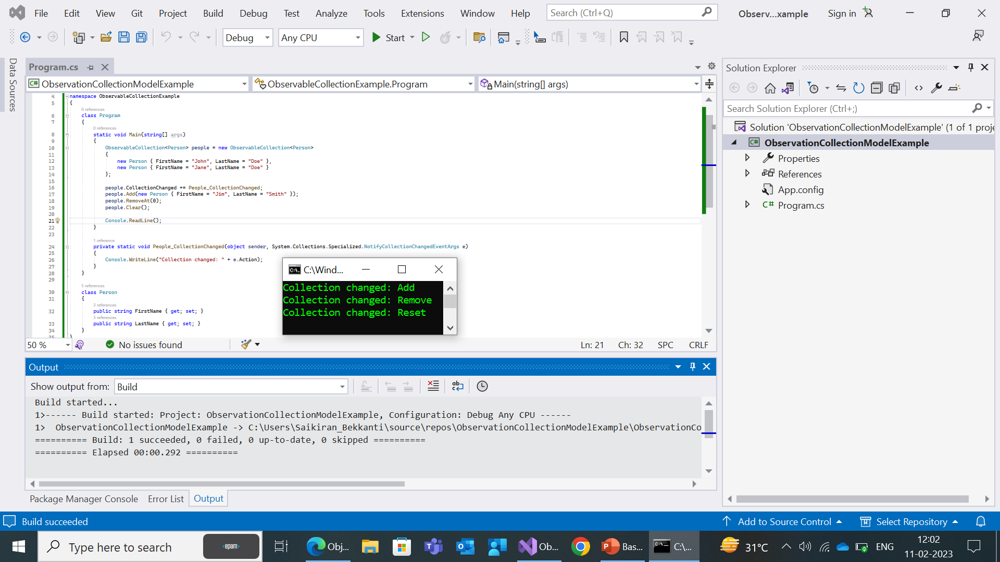 File Edit View Git Project Build Debug Test Analyze Tools Extensions Window Help Search (Ctrl+Q) Observ...xample Sign in
Debug Any CPU Start
Data Sources
Program.cs
ObservationCollectionModelExample ObservableCollectionExample.Program Main(string[] args)
4 namespace ObservableCollectionExample
5 {
0 references
6 class Program
7 {
0 references
8 static void Main(string[] args)
9 {
10 ObservableCollection<Person> people = new ObservableCollection<Person>
11 {
12 new Person { FirstName = "John", LastName = "Doe" },
13 new Person { FirstName = "Jane", LastName = "Doe" }
14 };
15
16 people.CollectionChanged += People_CollectionChanged;
17 people.Add(new Person { FirstName = "Jim", LastName = "Smith" });
18 people.RemoveAt(0);
19 people.Clear();
20
21 Console.ReadLine();
22 }
23
1 reference
24 private static void People_CollectionChanged(object sender, System.Collections.Specialized.NotifyCollectionChangedEventArgs e)
25 {
26 Console.WriteLine("Collection changed: " + e.Action);
27 }
28 }
29
5 references
30 class Person
31 {
3 references
32 public string FirstName { get; set; }
3 references
33 public string LastName { get; set; }
34 }
35 }
C:\Wind...
Collection changed: Add
Collection changed: Remove
Collection changed: Reset
50 % No issues found Ln: 21 Ch: 32 SPC CRLF
Output
Show output from: Build
Build started...
1>------ Build started: Project: ObservationCollectionModelExample, Configuration: Debug Any CPU ------
1> ObservationCollectionModelExample -> C:\Users\Saikiran_Bekkanti\source\repos\ObservationCollectionModelExample\ObservationCo
========== Build: 1 succeeded, 0 failed, 0 up-to-date, 0 skipped ==========
========== Elapsed 00:00.292 ==========
Package Manager Console Error List Output
Solution Explorer
Search Solution Explorer (Ctrl+;)
Solution 'ObservationCollectionModelExample' (1 of 1 proje
ObservationCollectionModelExample
Properties
References
App.config
C# Program.cs
Build succeeded Add to Source Control Select Repository
Type here to search <epam> Obj... Ob... Bas... C:\... 31°C ENG 12:02
11-02-2023